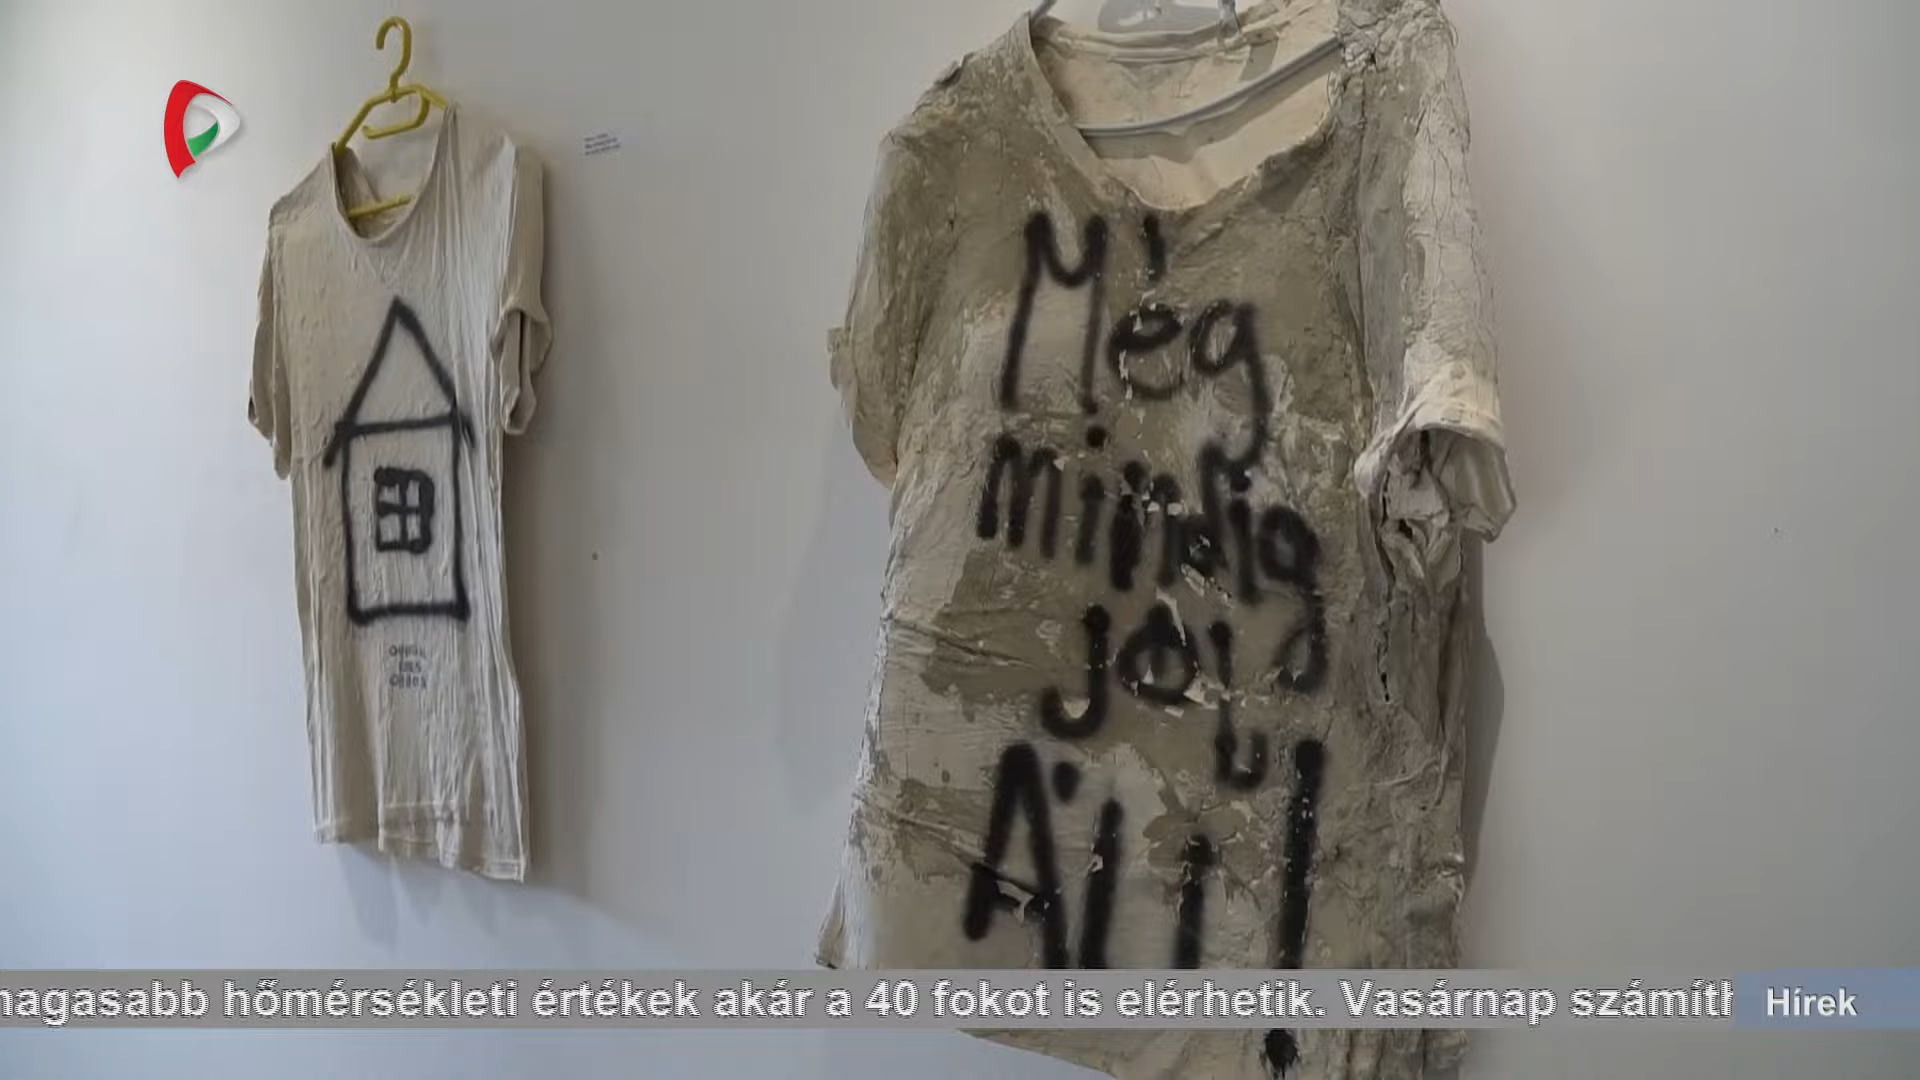 Még
mindig
jól
ÁLL!
magasabb hőmérsékleti értékek akár a 40 fokot is elérhetik. Vasárnap számíth
Hírek